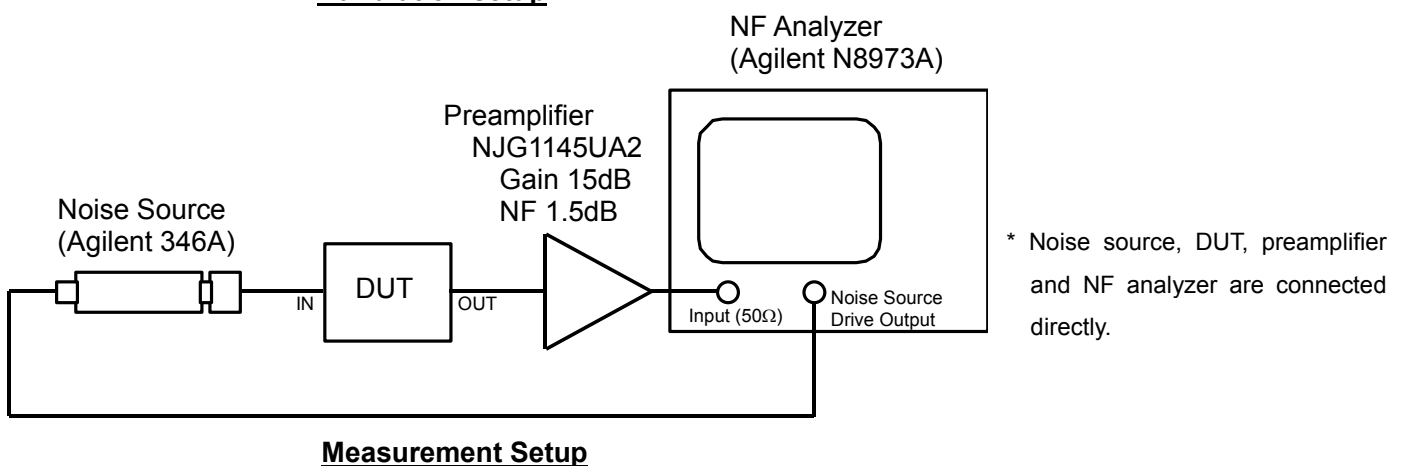 NF Analyzer
(Agilent N8973A)
Preamplifier
NJG1145UA2
Gain 15dB
NF 1.5dB
Noise Source
(Agilent 346A)
DUT
IN
OUT
Input (50Ω)
Noise Source
Drive Output
* Noise source, DUT, preamplifier
and NF analyzer are connected
directly.
Measurement Setup